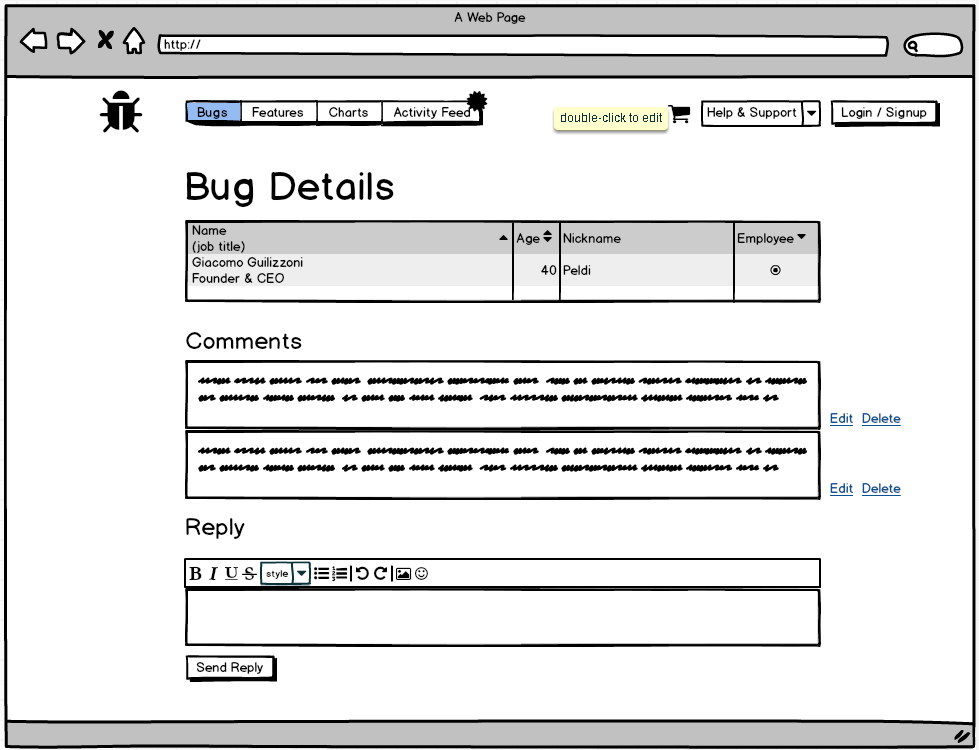 A Web Page
http://
Bugs
Features
Charts
Activity Feed
double-click to edit
Help & Support
Login / Signup
Bug Details
Name
(job title)
Age
Nickname
Employee
Giacomo Guilizzoni
Founder & CEO
40
Peldi
Comments
Edit Delete
Edit Delete
Reply
B I U S style
Send Reply